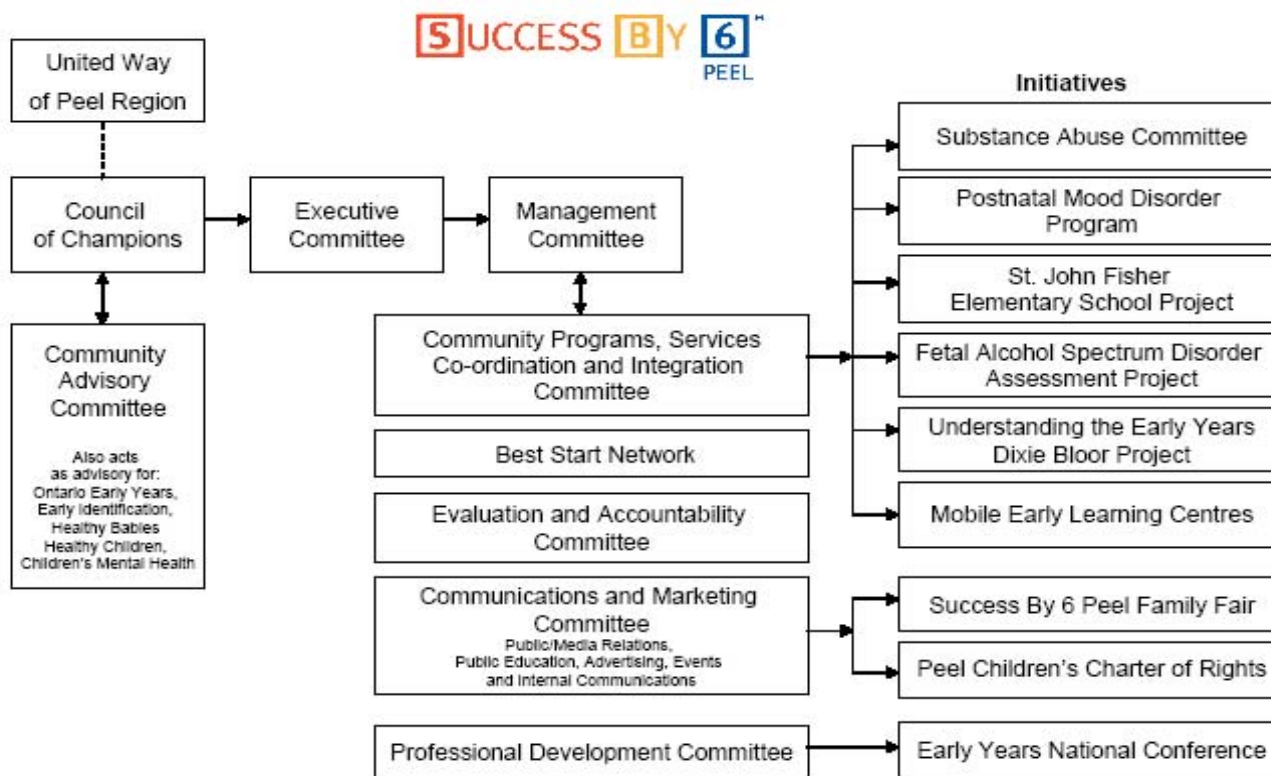 SUCCESS BY 6
PEEL
United Way
of Peel Region
Council
of Champions
Executive
Committee
Management
Committee
Community
Advisory
Committee
Also acts
as advisory for:
Ontario Early Years,
Early Identification,
Healthy Babies
Healthy Children,
Children's Mental Health
Community Programs, Services
Co-ordination and Integration
Committee
Best Start Network
Evaluation and Accountability
Committee
Communications and Marketing
Committee
Public/Media Relations,
Public Education, Advertising, Events
and Internal Communications
Professional Development Committee
Initiatives
Substance Abuse Committee
Postnatal Mood Disorder
Program
St. John Fisher
Elementary School Project
Fetal Alcohol Spectrum Disorder
Assessment Project
Understanding the Early Years
Dixie Bloor Project
Mobile Early Learning Centres
Success By 6 Peel Family Fair
Peel Children's Charter of Rights
Early Years National Conference